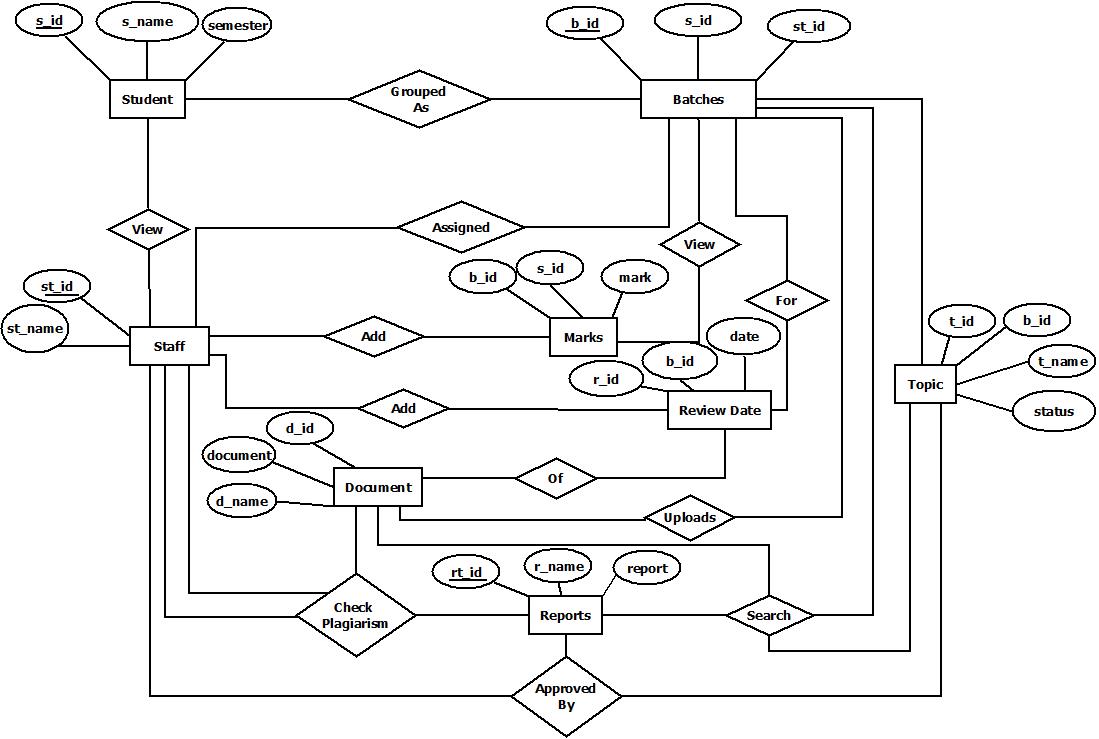 s_id
s_name
semester
b_id
s_id
st_id
Student
Grouped
As
Batches
View
Assigned
View
st_id
b_id
s_id
mark
For
st_name
Staff
Add
Marks
date
t_id
b_id
b_id
r_id
t_name
Add
Review Date
Topic
status
d_id
document
Document
d_name
Of
Uploads
rt_id
r_name
report
Check
Plagiarism
Reports
Search
Approved
By